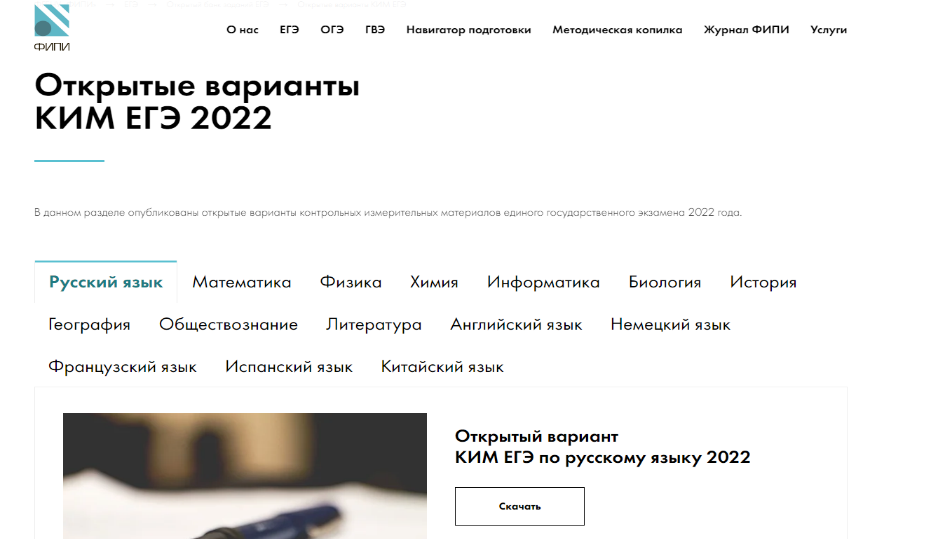 ФИПИ
О нас ЕГЭ ОГЭ ГВЭ Навигатор подготовки Методическая копилка Журнал ФИПИ Услуги
Открытые варианты
КИМ ЕГЭ 2022
В данном разделе опубликованы открытые варианты контрольных измерительных материалов единого государственного экзамена 2022 года.
Русский язык Математика Физика Химия Информатика Биология История
География Обществознание Литература Английский язык Немецкий язык
Французский язык Испанский язык Китайский язык
Открытый вариант
КИМ ЕГЭ по русскому языку 2022
Скачать